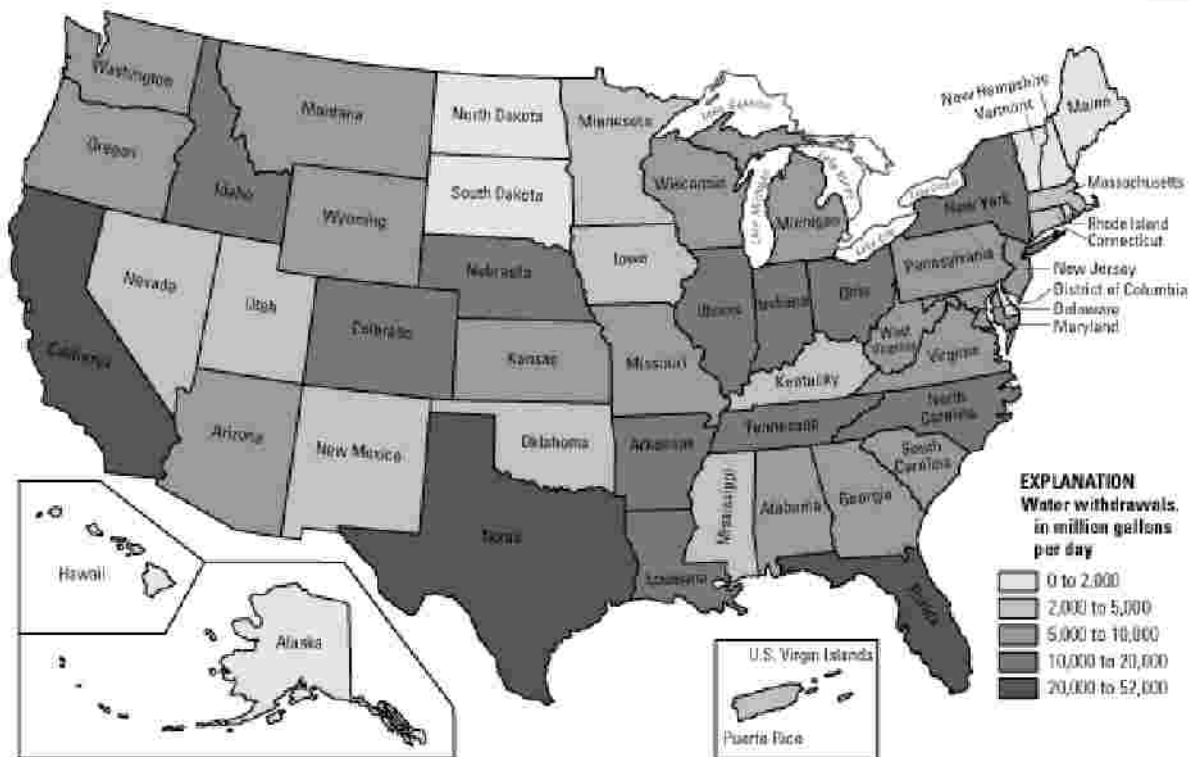 Washington
Montana
North Dakota
Minnesota
New Hampshire
Vermont
Maine
Oregon
Idaho
South Dakota
Wisconsin
Lake Michigan
Michigan
New York
Massachusetts
Rhode Island
Connecticut
Wyoming
Nebraska
Iowa
Pennsylvania
New Jersey
District of Columbia
Delaware
Maryland
Nevada
Utah
Colorado
Illinois
Indiana
Ohio
West
Virginia
Virginia
California
Kansas
Missouri
Kentucky
Arizona
New Mexico
Oklahoma
Arkansas
Tennessee
North
Carolina
South
Carolina
Texas
Louisiana
Mississippi
Alabama
Georgia
Florida
Hawaii
Alaska
U.S. Virgin Islands
Puerto Rico
EXPLANATION
Water withdrawals,
in million gallons
per day
0 to 2,000
2,000 to 5,000
5,000 to 10,000
10,000 to 20,000
20,000 to 52,000